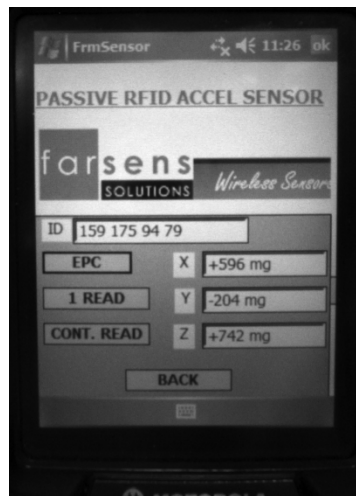 FrmSensor 11:26 ok
PASSIVE RFID ACCEL SENSOR
farsens
SOLUTIONS
Wireless Sensors
ID 159 175 94 79
EPC X +596 mg
1 READ Y -204 mg
CONT. READ Z +742 mg
BACK
MOTOROLA